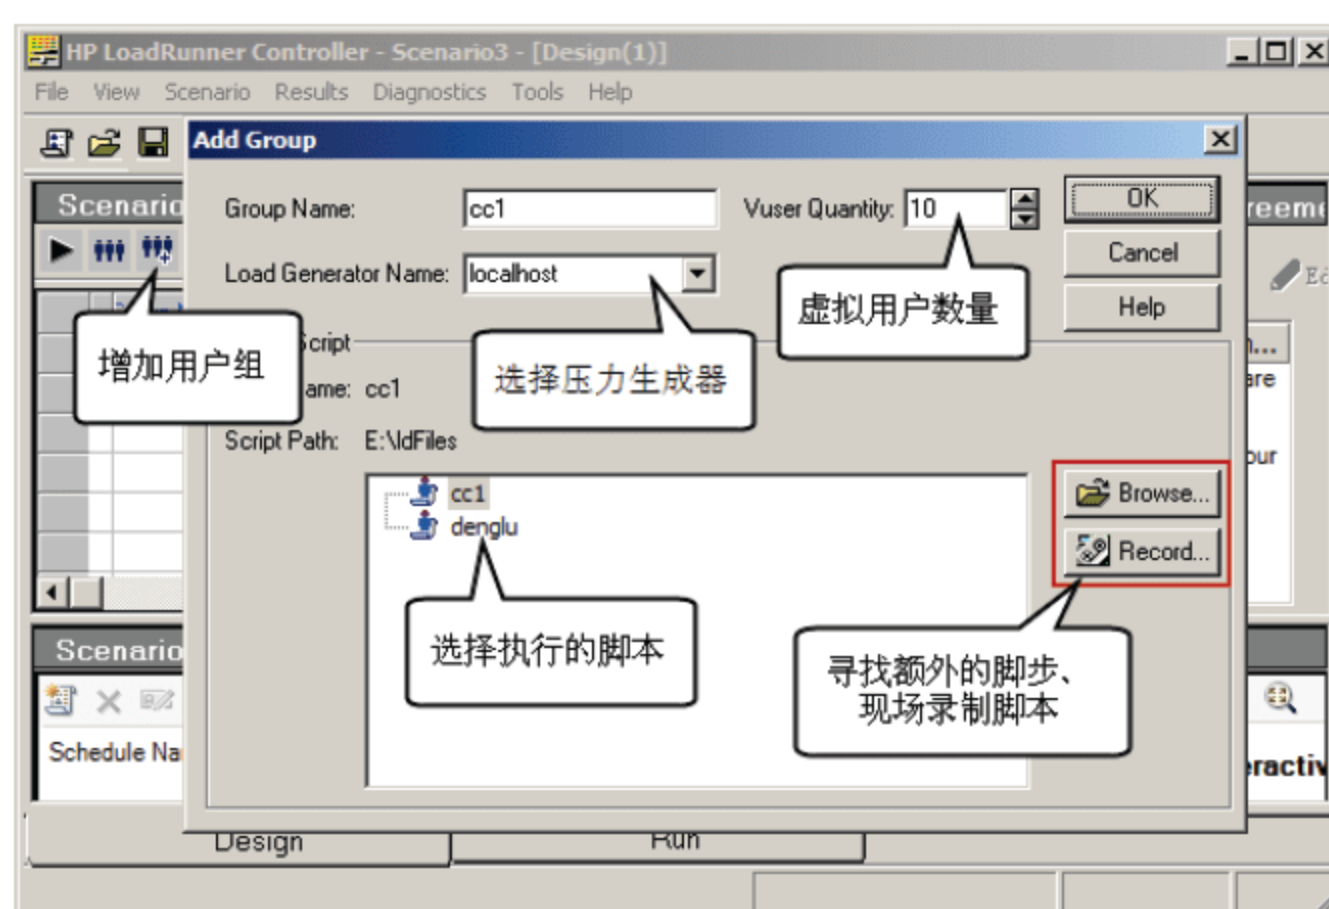 HP LoadRunner Controller - Scenario3 - [Design(1)]
File View Scenario Results Diagnostics Tools Help
Add Group
Scenario
Group Name: cc1 Vuser Quantity: 10 OK
Load Generator Name: localhost Cancel
Help
增加用户组
选择压力生成器
虚拟用户数量
cc1
Script Path: E:\ldFiles
cc1
denglu
Browse...
Record...
选择执行的脚本
寻找额外的脚步、
现场录制脚本
Scenario
Schedule
Design Run